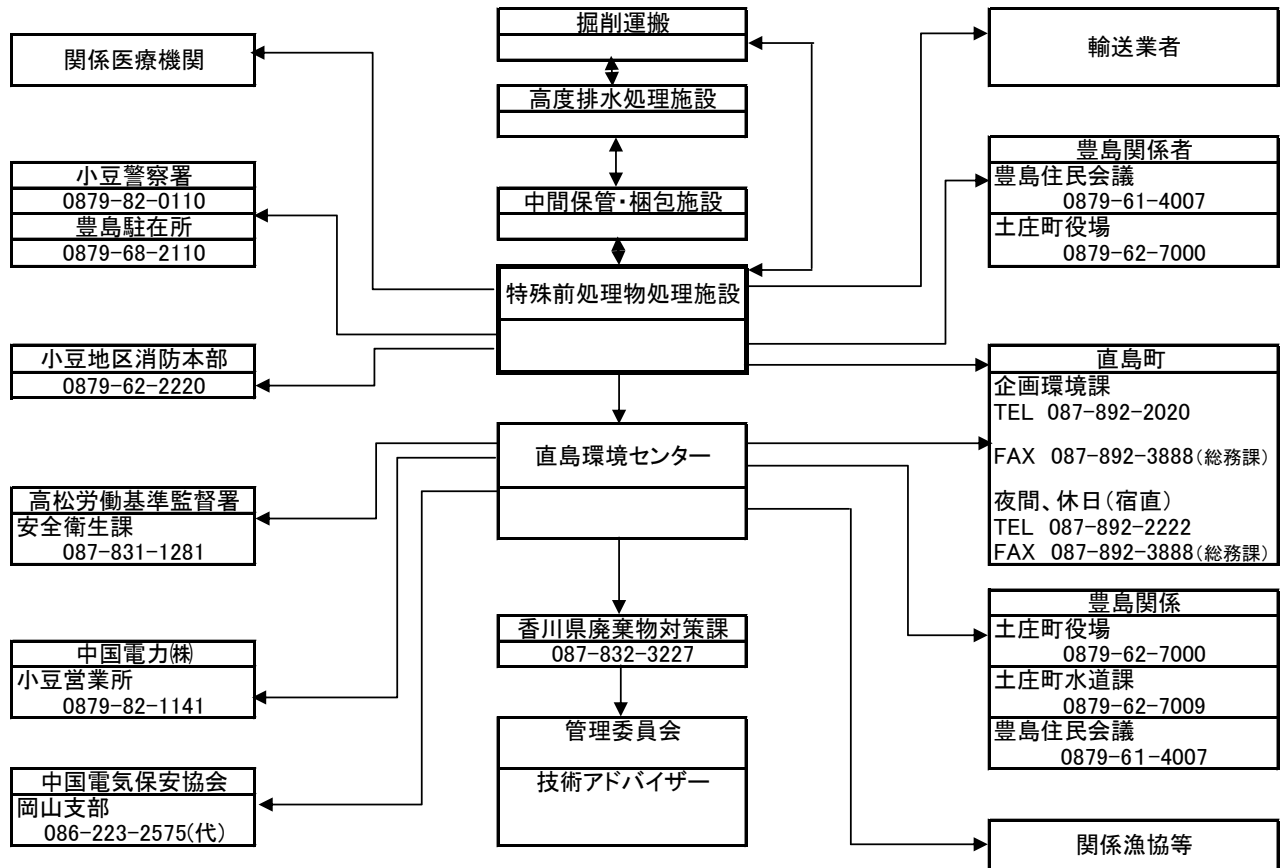 関係医療機関
小豆警察署
0879-82-0110
豊島駐在所
0879-68-2110
小豆地区消防本部
0879-62-2220
高松労働基準監督署
安全衛生課
087-831-1281
中国電力㈱
小豆営業所
0879-82-1141
中国電気保安協会
岡山支部
086-223-2575(代)
掘削運搬
高度排水処理施設
中間保管・梱包施設
特殊前処理物処理施設
直島環境センター
香川県廃棄物対策課
087-832-3227
管理委員会
技術アドバイザー
輸送業者
豊島関係者
豊島住民会議
0879-61-4007
土庄町役場
0879-62-7000
直島町
企画環境課
TEL 087-892-2020
FAX 087-892-3888(総務課)
夜間、休日(宿直)
TEL 087-892-2222
FAX 087-892-3888(総務課)
豊島関係
土庄町役場
0879-62-7000
土庄町水道課
0879-62-7009
豊島住民会議
0879-61-4007
関係漁協等